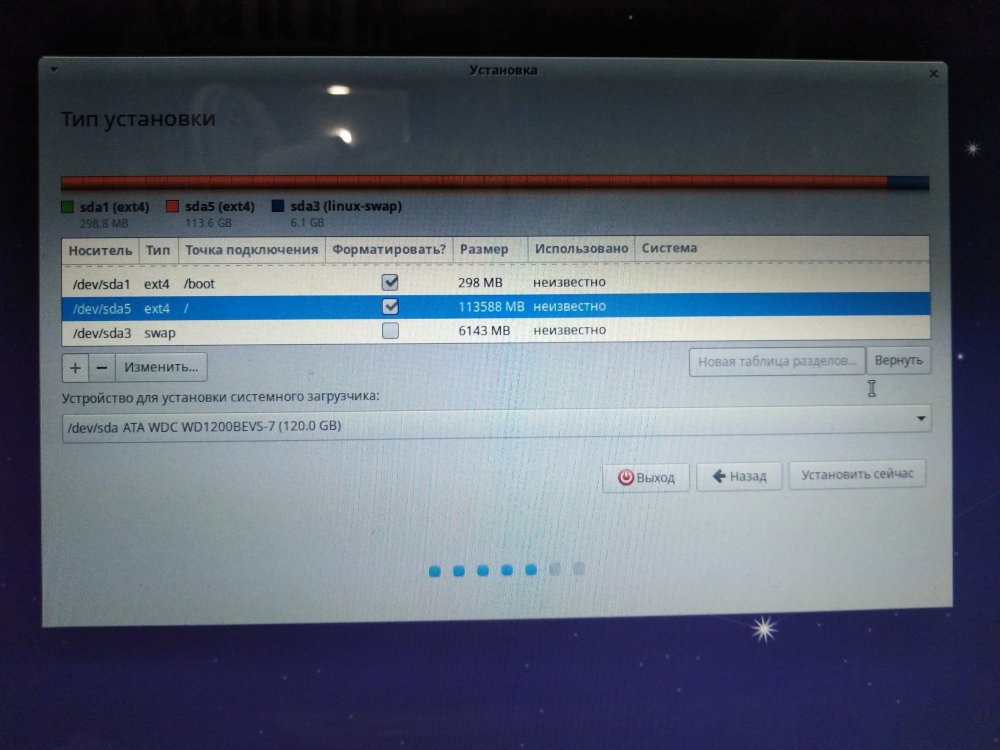 Установка
Тип установки
sda1 (ext4) sda5 (ext4) sda3 (linux-swap)
298.8 MB 113.6 GB 6.1 GB
Носитель Тип Точка подключения Форматировать? Размер Использовано Система
/dev/sda1 ext4 /boot 298 MB неизвестно
/dev/sda5 ext4 / 113588 MB неизвестно
/dev/sda3 swap 6143 MB неизвестно
+ − Изменить... Новая таблица разделов... Вернуть
Устройство для установки системного загрузчика:
/dev/sda ATA WDC WD1200BEVS-7 (120.0 GB)
Выход Назад Установить сейчас